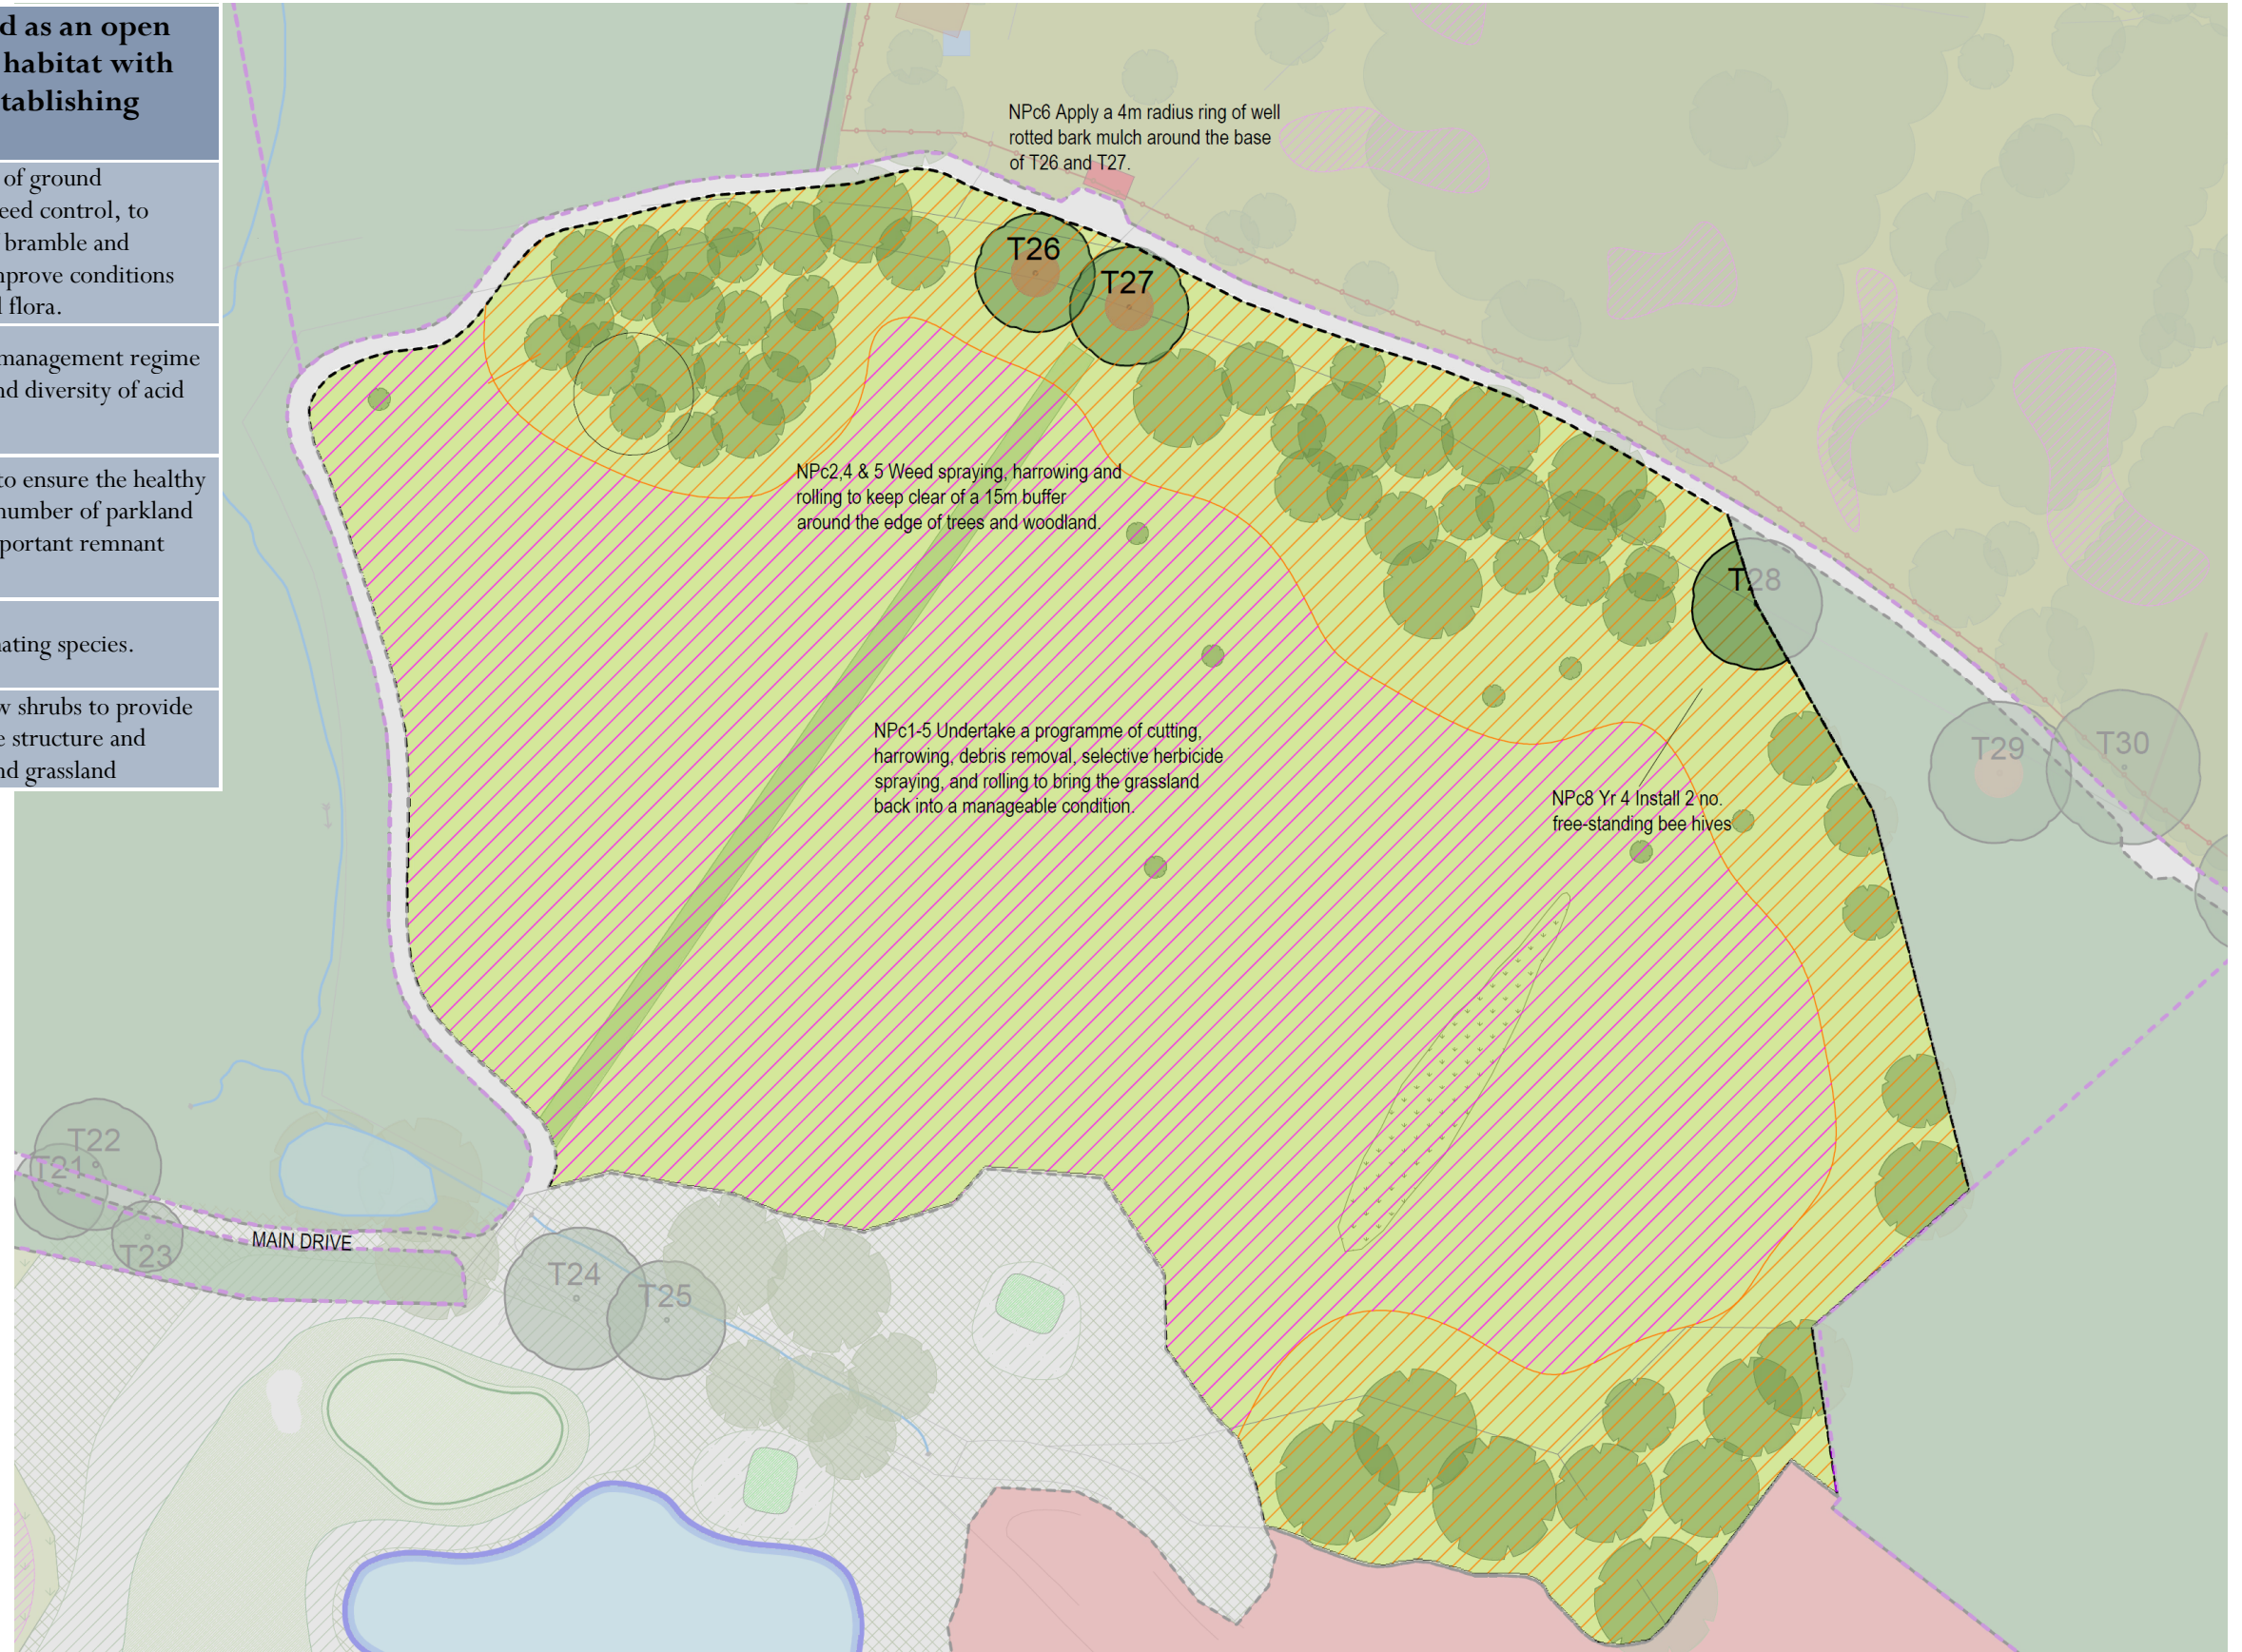 d as an open
habitat with
tablishing
of ground
eed control, to
bramble and
nprove conditions
l flora.
management regime
nd diversity of acid
to ensure the healthy
number of parkland
portant remnant
nating species.
w shrubs to provide
e structure and
nd grassland
NPc6 Apply a 4m radius ring of well
rotted bark mulch around the base
of T26 and T27.
T26
T27
NPc2,4 & 5 Weed spraying, harrowing and
rolling to keep clear of a 15m buffer
around the edge of trees and woodland.
T28
NPc1-5 Undertake a programme of cutting,
harrowing, debris removal, selective herbicide
spraying, and rolling to bring the grassland
back into a manageable condition.
NPc8 Yr 4 Install 2 no.
free-standing bee hives
T29
T30
T22
T21
T23
MAIN DRIVE
T24
T25